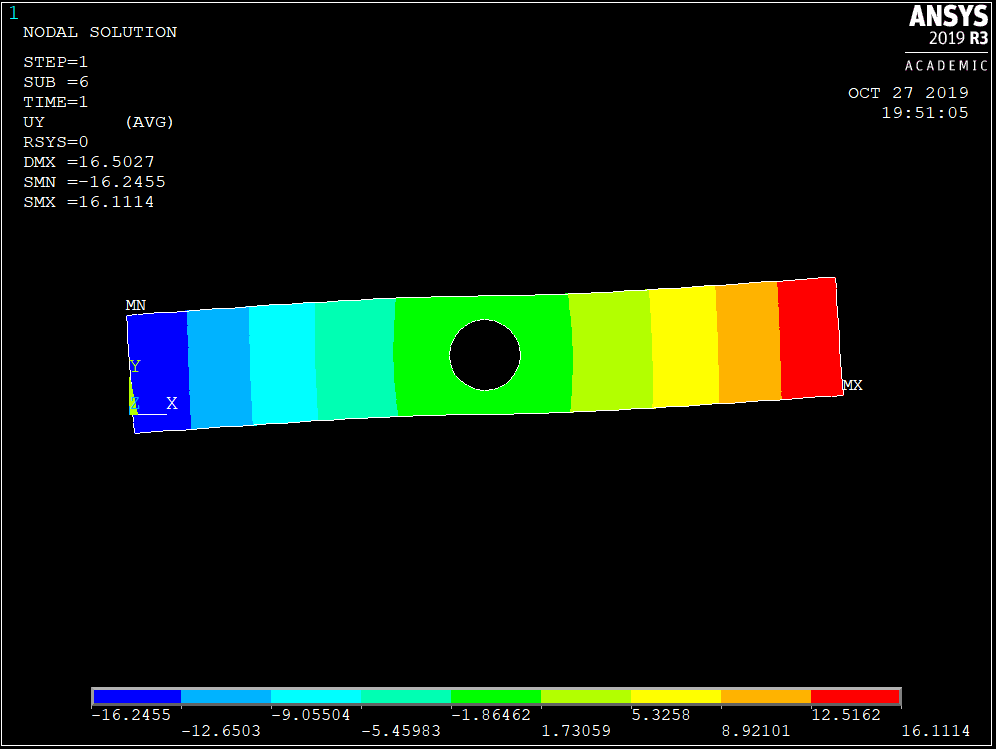 1
NODAL SOLUTION
STEP=1
SUB =6
TIME=1
UY (AVG)
RSYS=0
DMX =16.5027
SMN =-16.2455
SMX =16.1114
ANSYS
2019 R3
ACADEMIC
OCT 27 2019
19:51:05
MN
Y
Z X
MX
-16.2455 -9.05504 -1.86462 5.3258 12.5162
-12.6503 -5.45983 1.73059 8.92101 16.1114